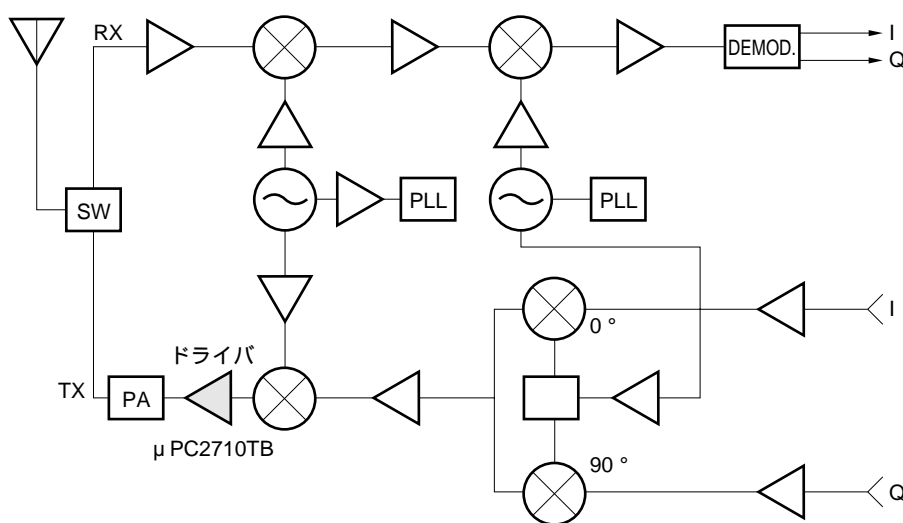 RX
DEMOD.
I
Q
SW
PLL
PLL
I
0 °
ドライバ
TX
PA
μ PC2710TB
90 °
Q